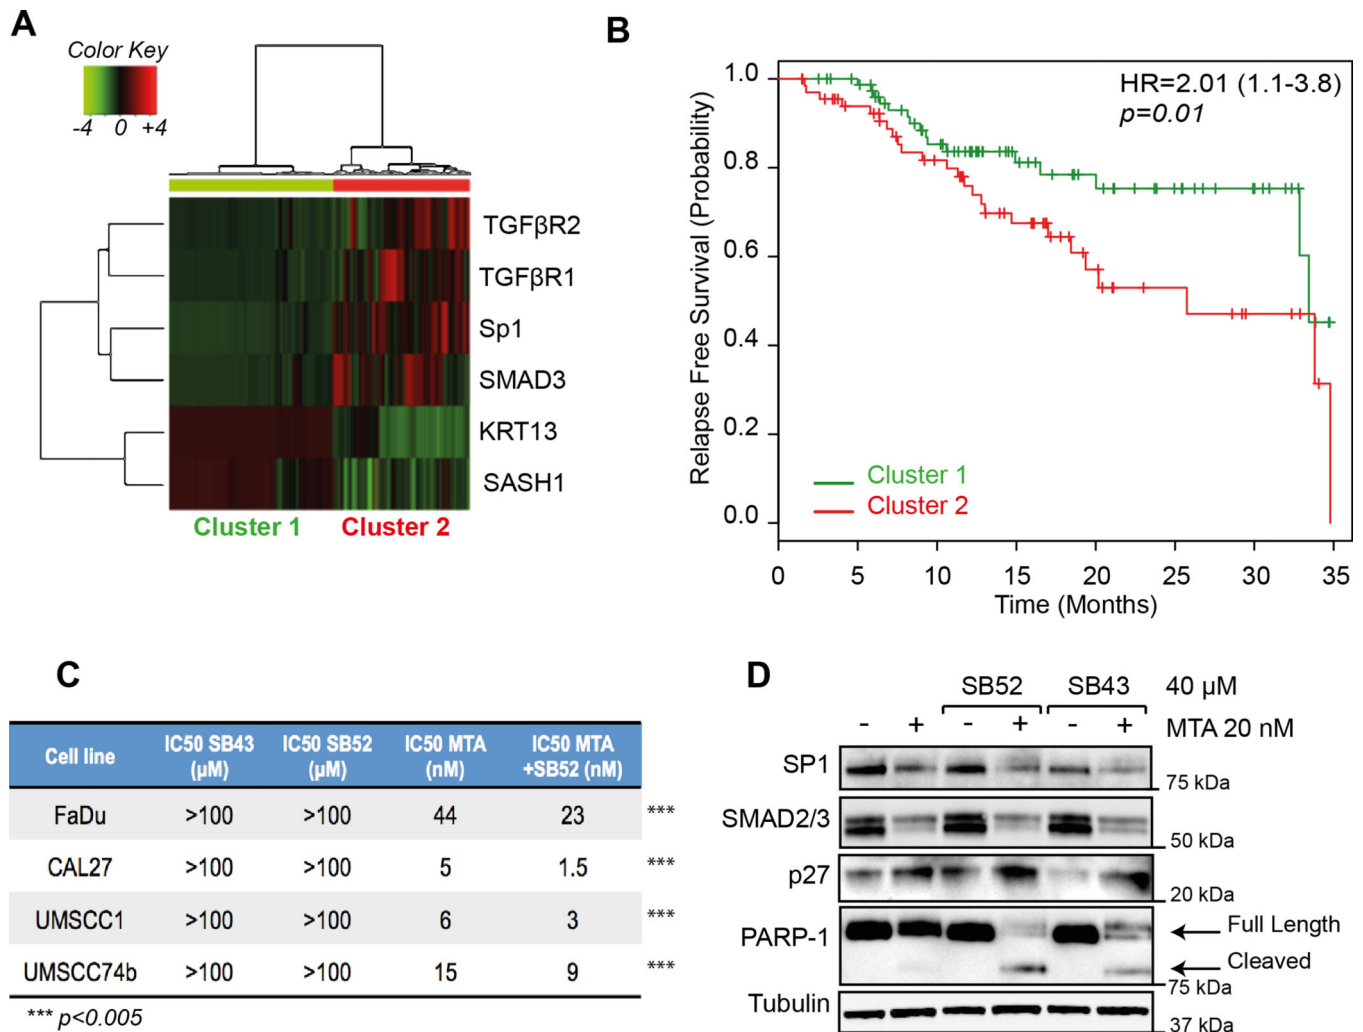 A
Color Key
-4 0 +4
TGFβR2
TGFβR1
Sp1
SMAD3
KRT13
SASH1
Cluster 1 Cluster 2
B
HR=2.01 (1.1-3.8)
p=0.01
Relapse Free Survival (Probability)
1.0
0.8
0.6
0.4
0.2
0.0
Cluster 1
Cluster 2
0 5 10 15 20 25 30 35
Time (Months)
C
Cell line IC50 SB43 (µM) IC50 SB52 (µM) IC50 MTA (nM) IC50 MTA +SB52 (nM)
FaDu >100 >100 44 23 ***
CAL27 >100 >100 5 1.5 ***
UMSCC1 >100 >100 6 3 ***
UMSCC74b >100 >100 15 9 ***
*** p<0.005
D
SB52 SB43 40 µM
- + - + - + MTA 20 nM
SP1
75 kDa
SMAD2/3
50 kDa
p27
20 kDa
PARP-1
Full Length
Cleaved
75 kDa
Tubulin
37 kDa